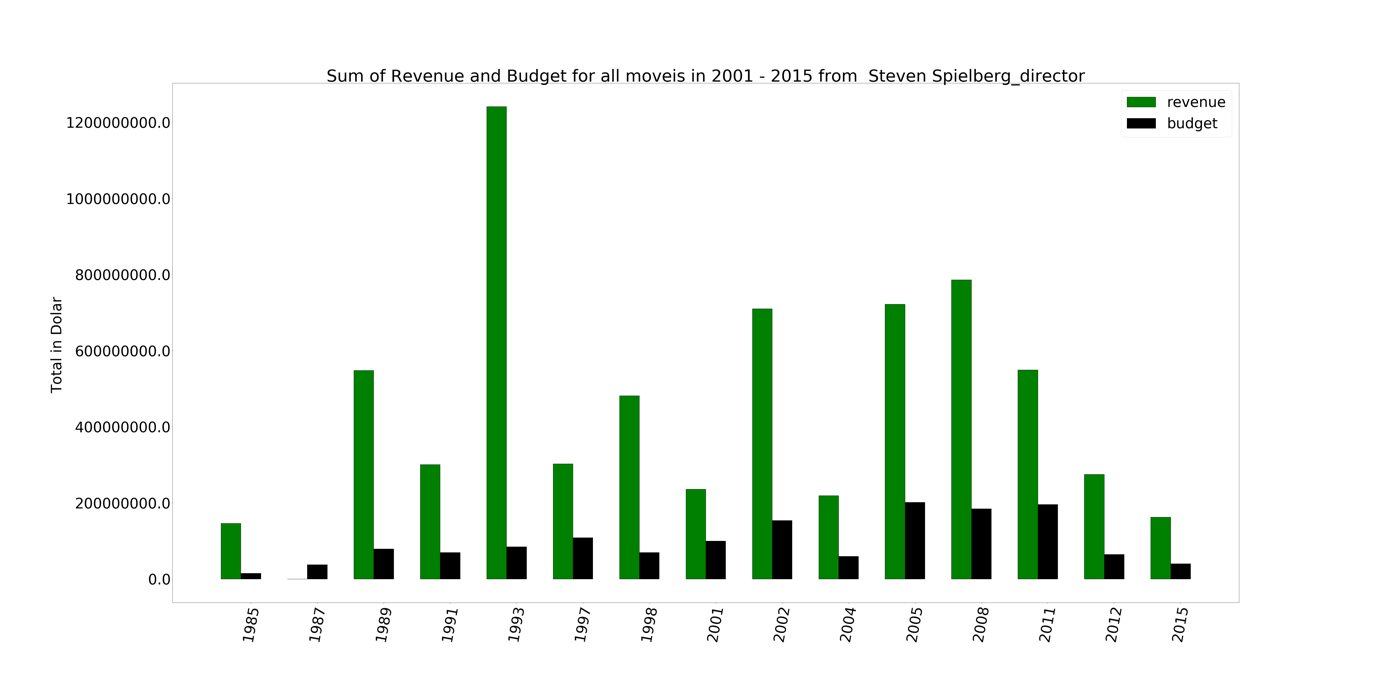 Sum of Revenue and Budget for all moveis in 2001 - 2015 from  Steven Spielberg_director
revenue
budget
Total in Dolar
1200000000.0
1000000000.0
800000000.0
600000000.0
400000000.0
200000000.0
0.0
1985 1987 1989 1991 1993 1997 1998 2001 2002 2004 2005 2008 2011 2012 2015